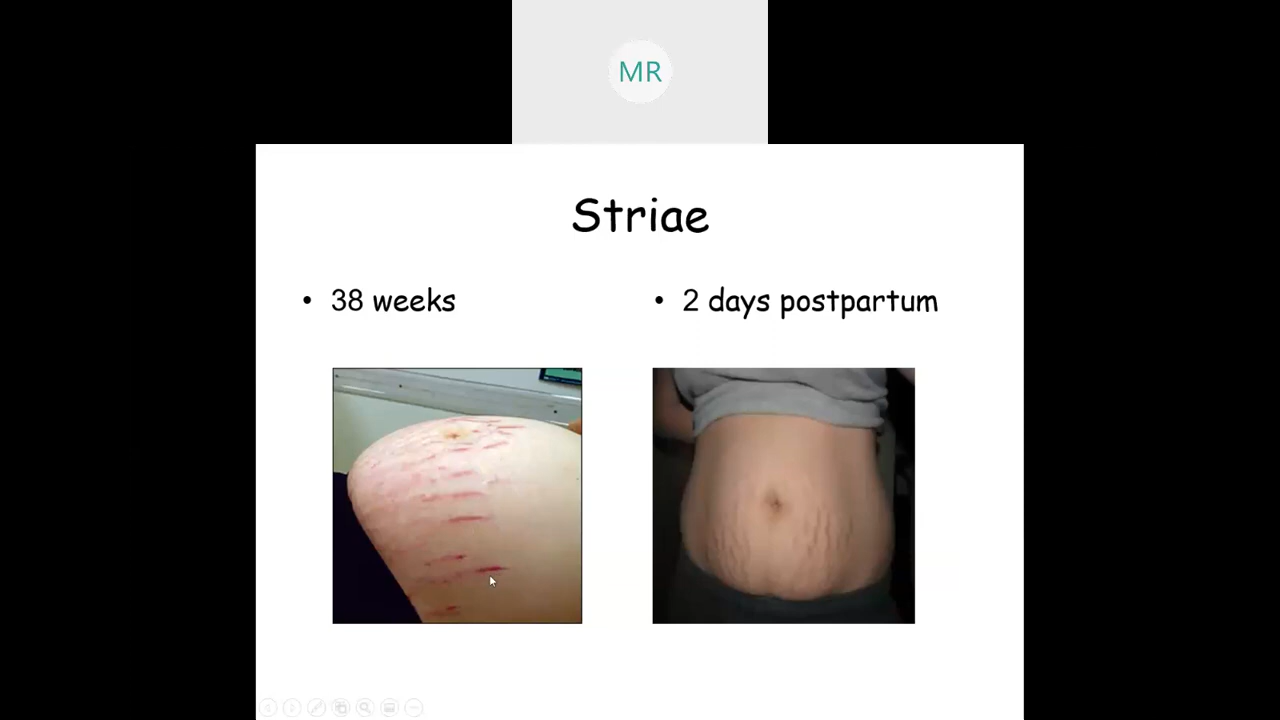 MR
Striae
• 38 weeks
• 2 days postpartum